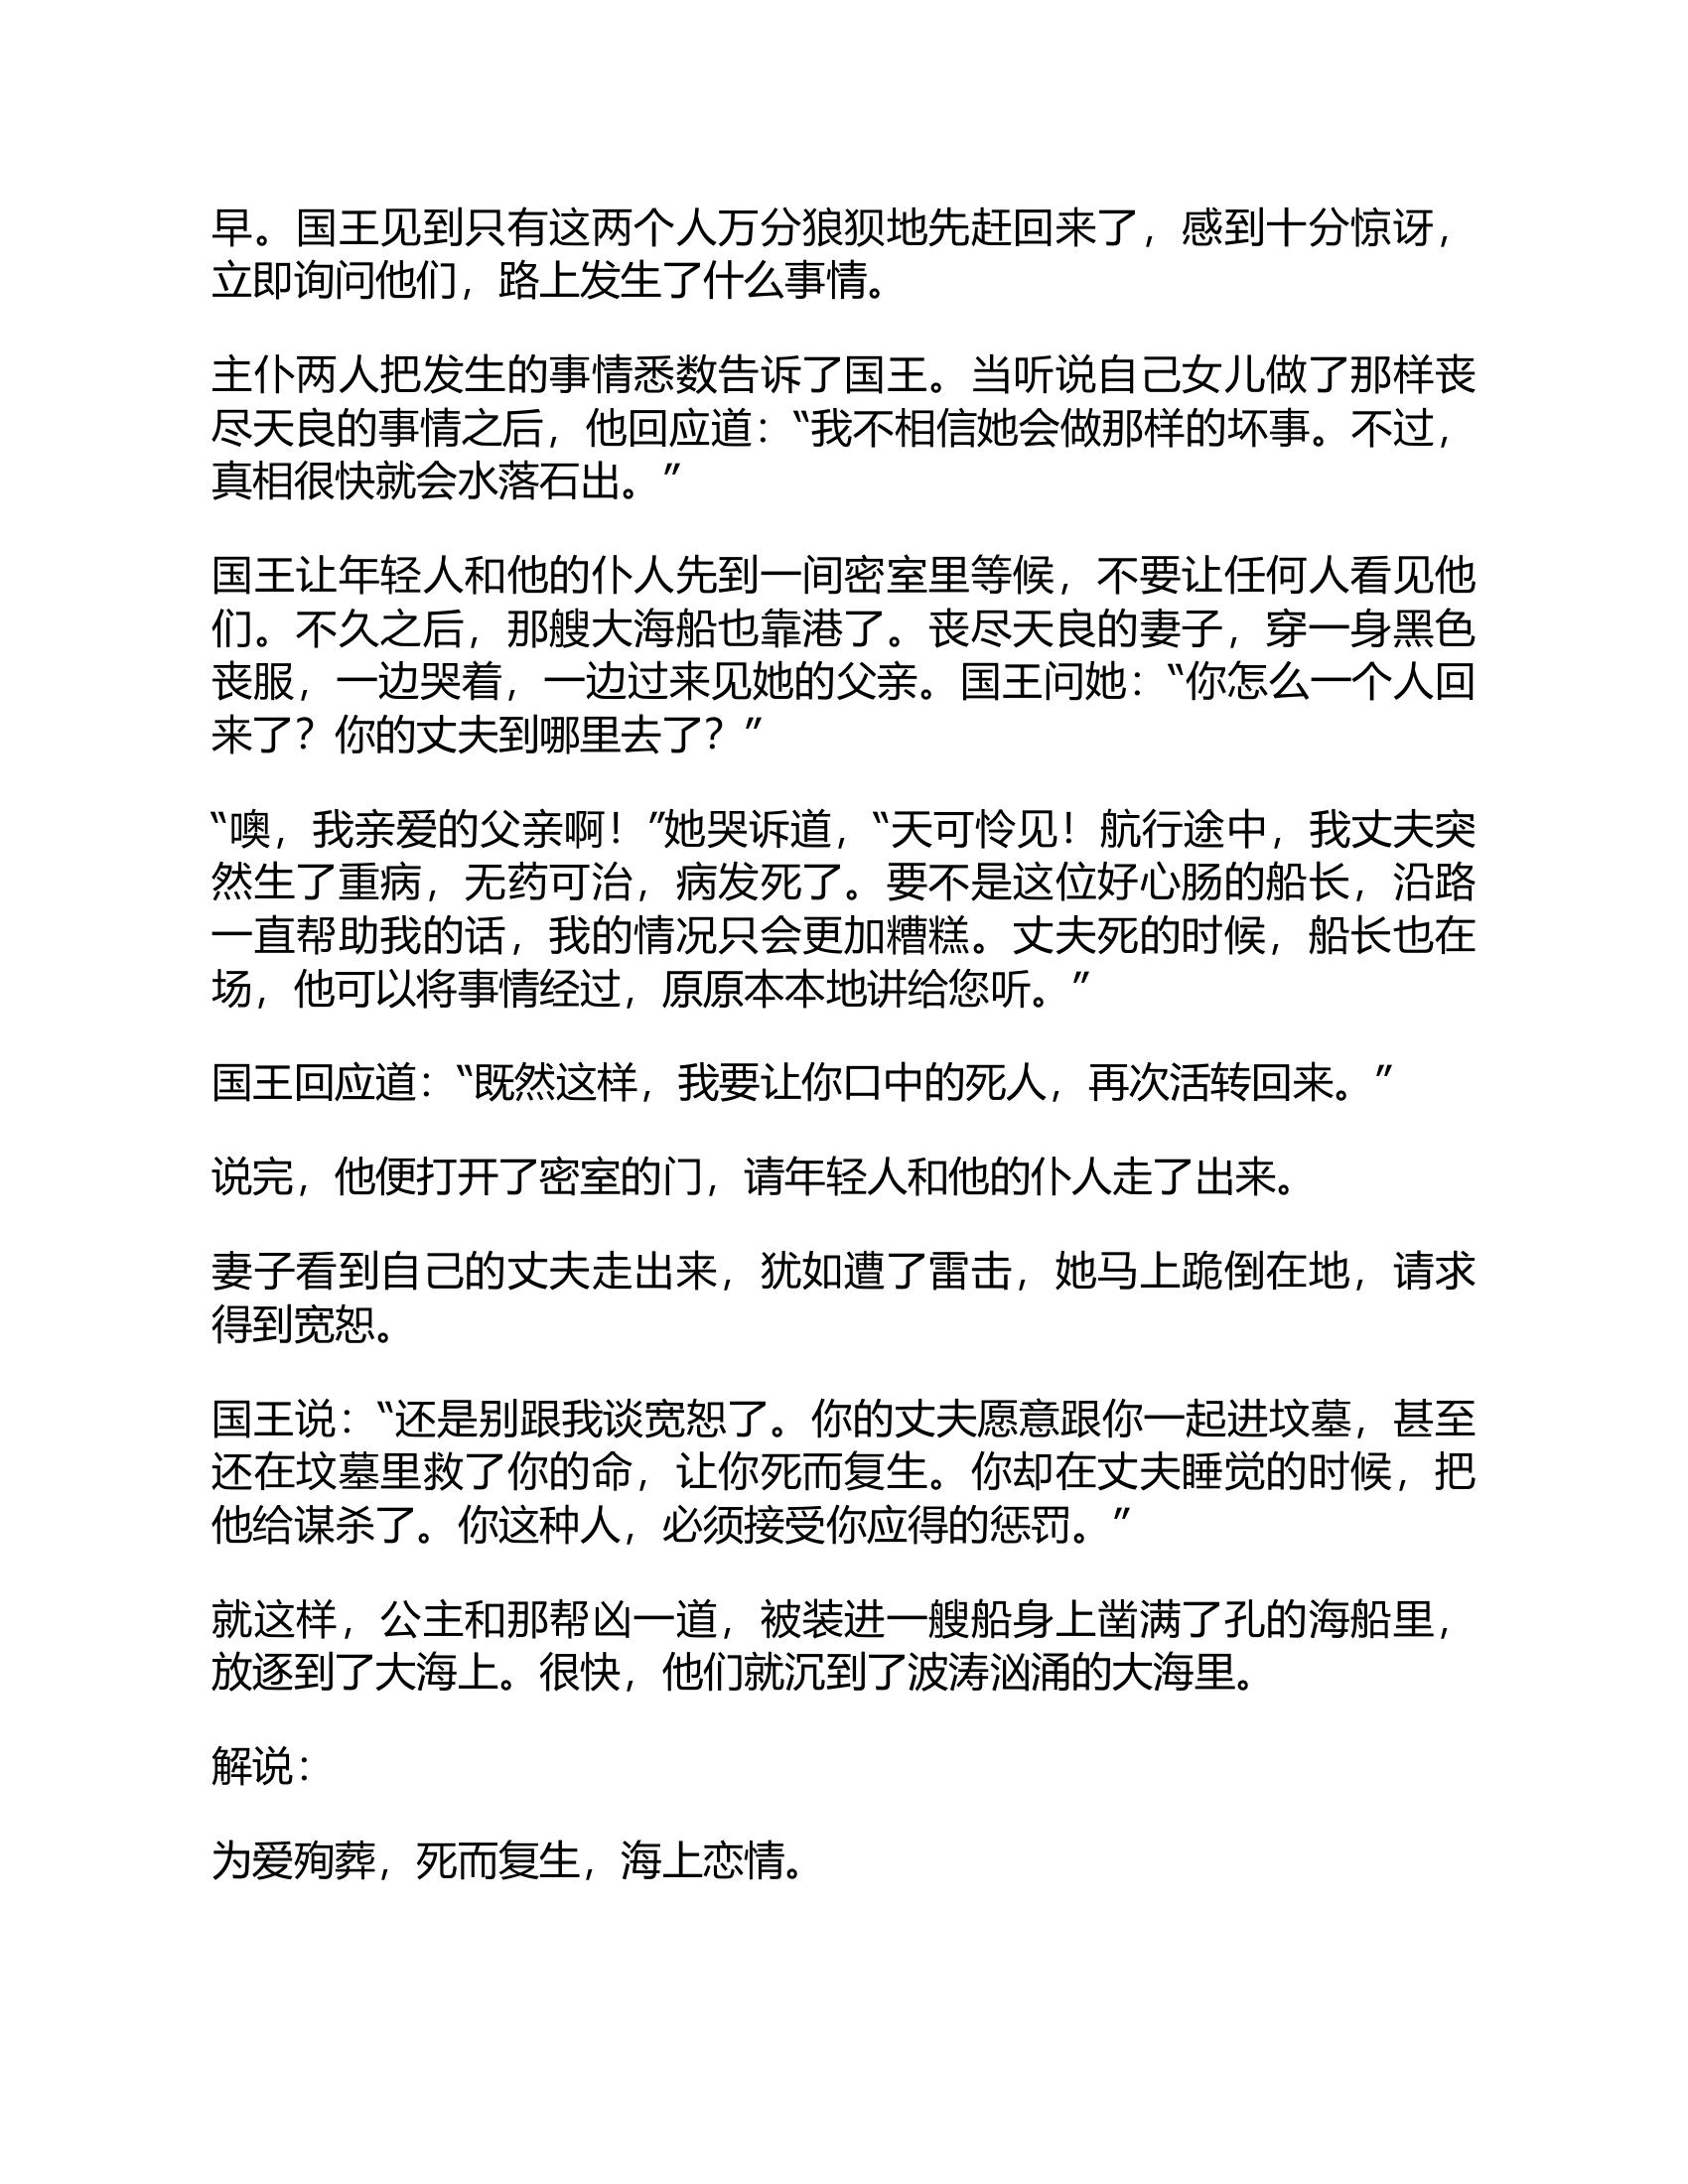 早。国王见到只有这两个人万分狼狈地先赶回来了，感到十分惊讶，
立即询问他们，路上发生了什么事情。
主仆两人把发生的事情悉数告诉了国王。当听说自己女儿做了那样丧
尽天良的事情之后，他回应道：“我不相信她会做那样的坏事。不过，
真相很快就会水落石出。”
国王让年轻人和他的仆人先到一间密室里等候，不要让任何人看见他
们。不久之后，那艘大海船也靠港了。丧尽天良的妻子，穿一身黑色
丧服，一边哭着，一边过来见她的父亲。国王问她：“你怎么一个人回
来了？你的丈夫到哪里去了？”
“噢，我亲爱的父亲啊！”她哭诉道，“天可怜见！航行途中，我丈夫突
然生了重病，无药可治，病发死了。要不是这位好心肠的船长，沿路
一直帮助我的话，我的情况只会更加糟糕。丈夫死的时候，船长也在
场，他可以将事情经过，原原本本地讲给您听。”
国王回应道：“既然这样，我要让你口中的死人，再次活转回来。”
说完，他便打开了密室的门，请年轻人和他的仆人走了出来。
妻子看到自己的丈夫走出来，犹如遭了雷击，她马上跪倒在地，请求
得到宽恕。
国王说：“还是别跟我谈宽恕了。你的丈夫愿意跟你一起进坟墓，甚至
还在坟墓里救了你的命，让你死而复生。你却在丈夫睡觉的时候，把
他给谋杀了。你这种人，必须接受你应得的惩罚。”
就这样，公主和那帮凶一道，被装进一艘船身上凿满了孔的海船里，
放逐到了大海上。很快，他们就沉到了波涛汹涌的大海里。
解说：
为爱殉葬，死而复生，海上恋情。